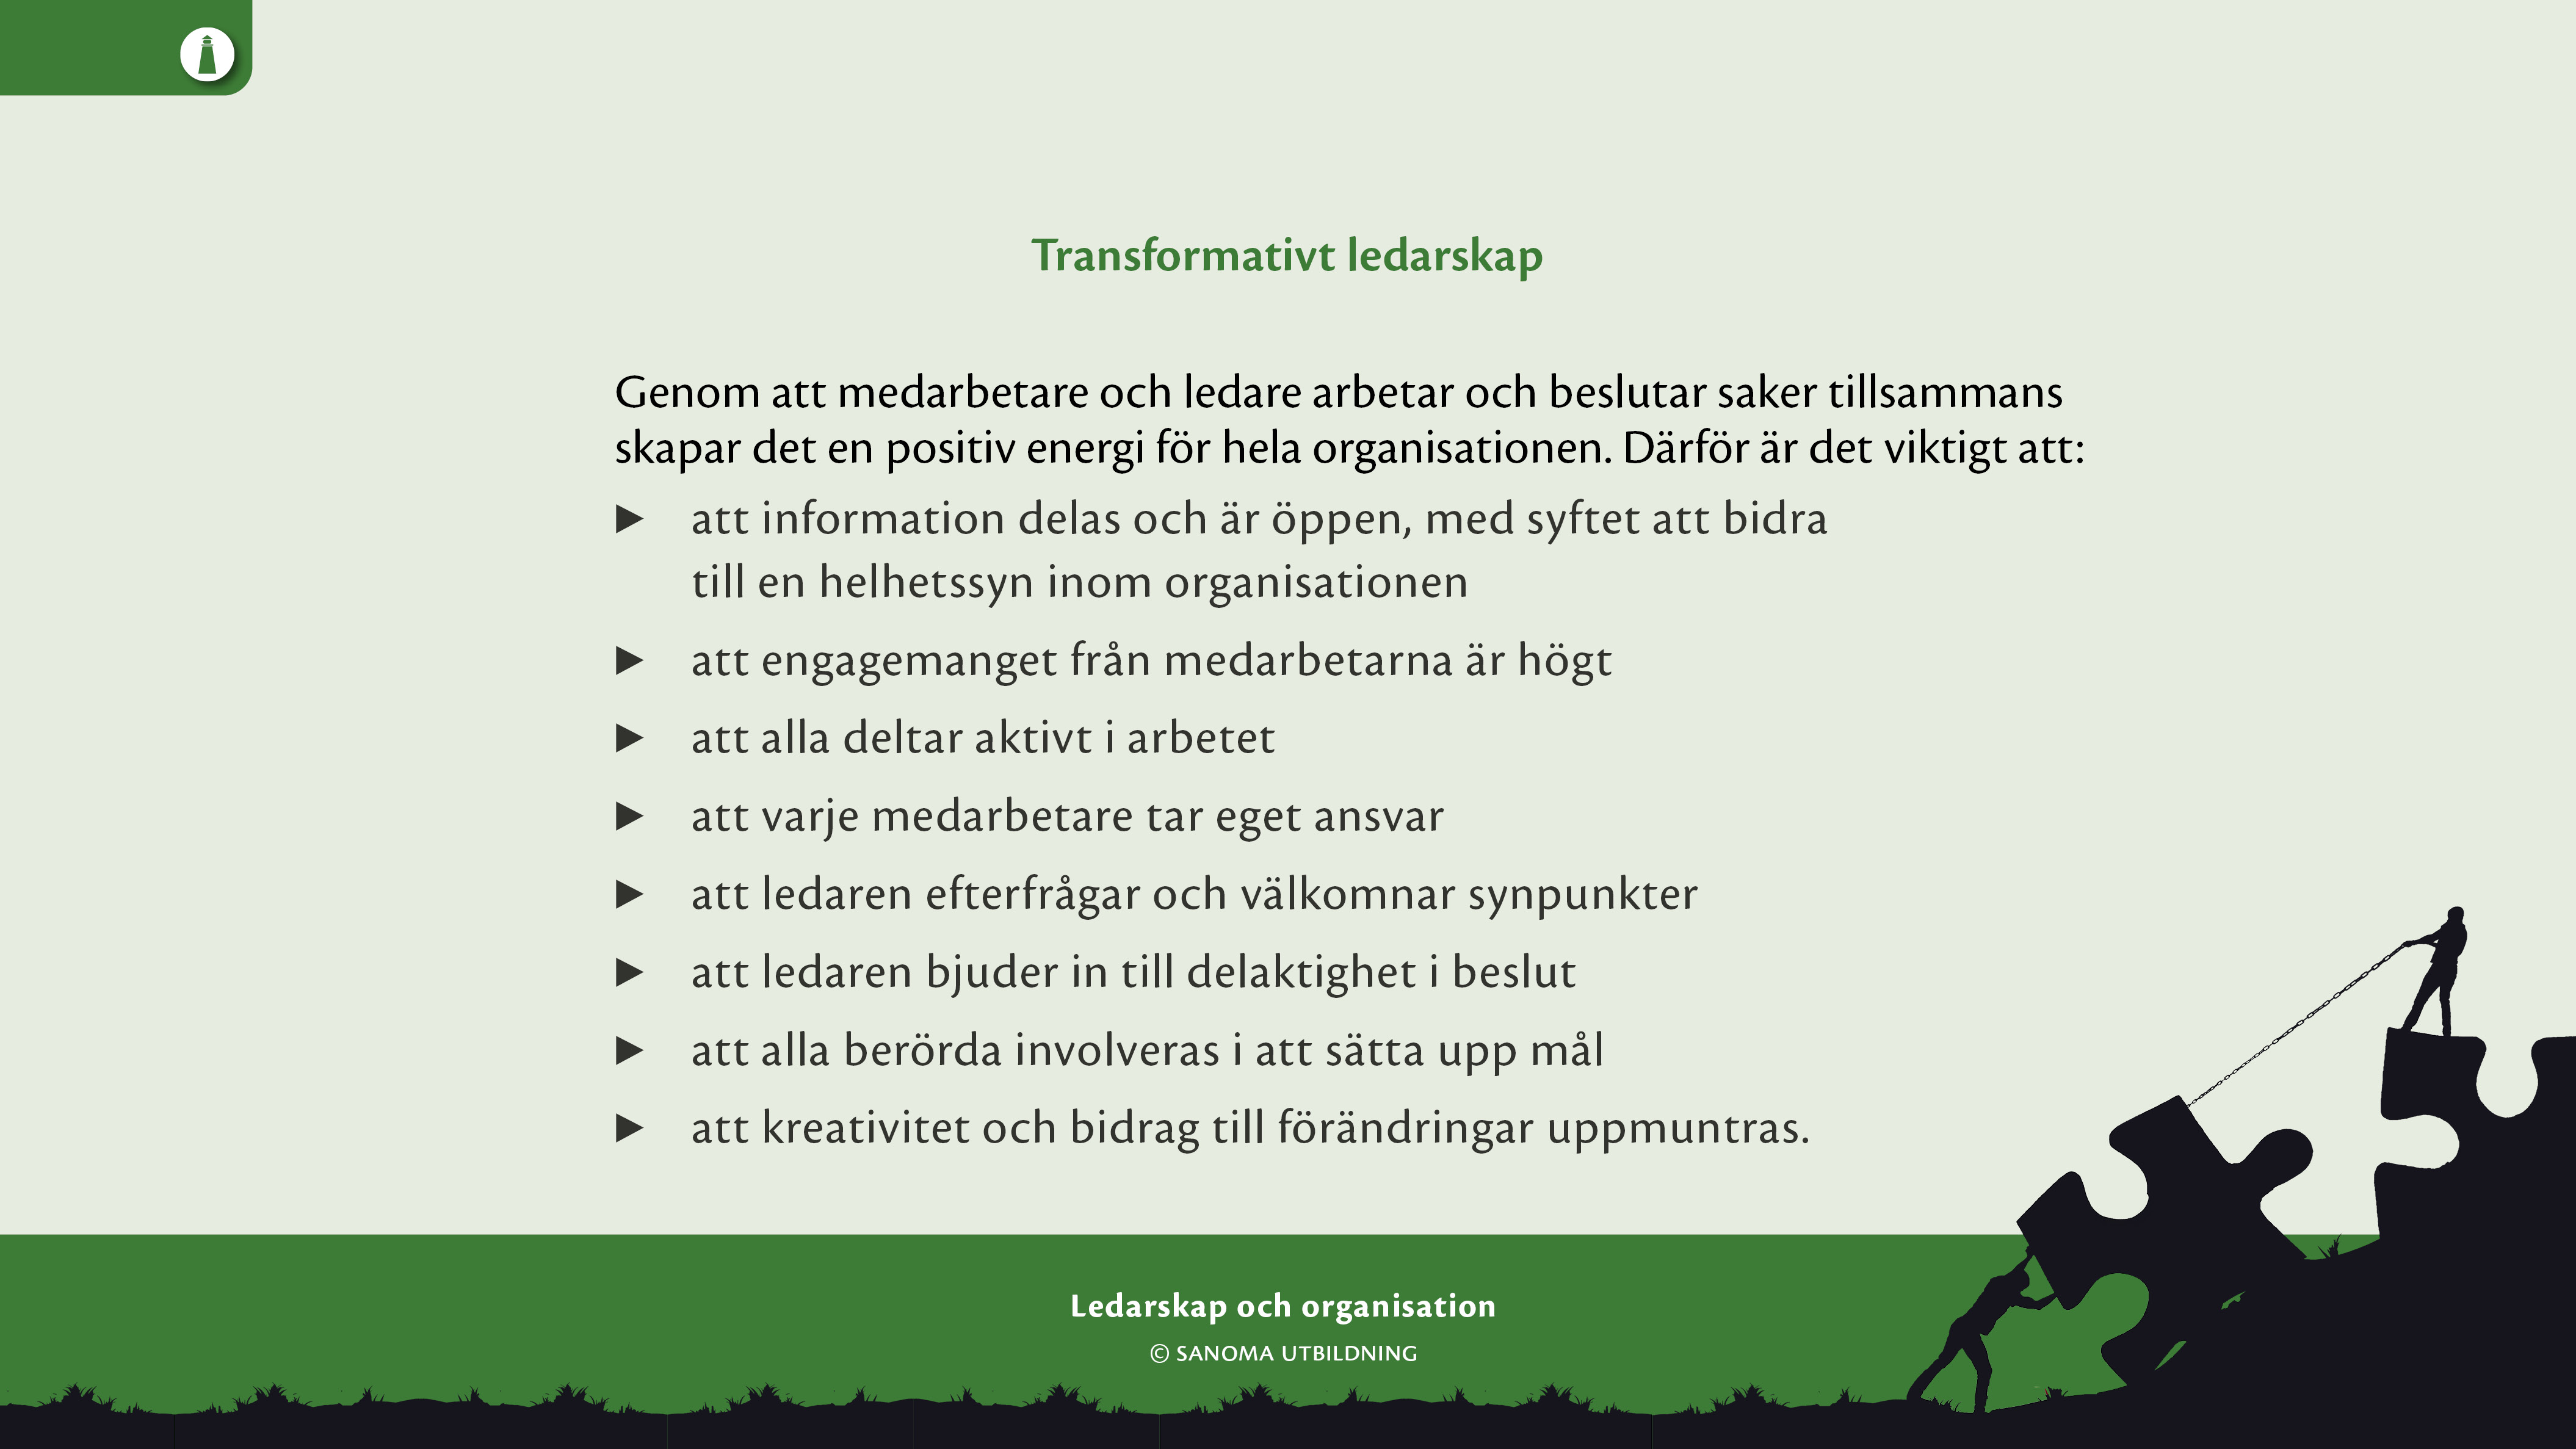 Transformativt ledarskap
Genom att medarbetare och ledare arbetar och beslutar saker tillsammans
skapar det en positiv energi för hela organisationen. Därför är det viktigt att:
► att information delas och är öppen, med syftet att bidra
till en helhetssyn inom organisationen
► att engagemanget från medarbetarna är högt
► att alla deltar aktivt i arbetet
► att varje medarbetare tar eget ansvar
► att ledaren efterfrågar och välkomnar synpunkter
► att ledaren bjuder in till delaktighet i beslut
► att alla berörda involveras i att sätta upp mål
► att kreativitet och bidrag till förändringar uppmuntras.
Ledarskap och organisation
© SANOMA UTBILDNING